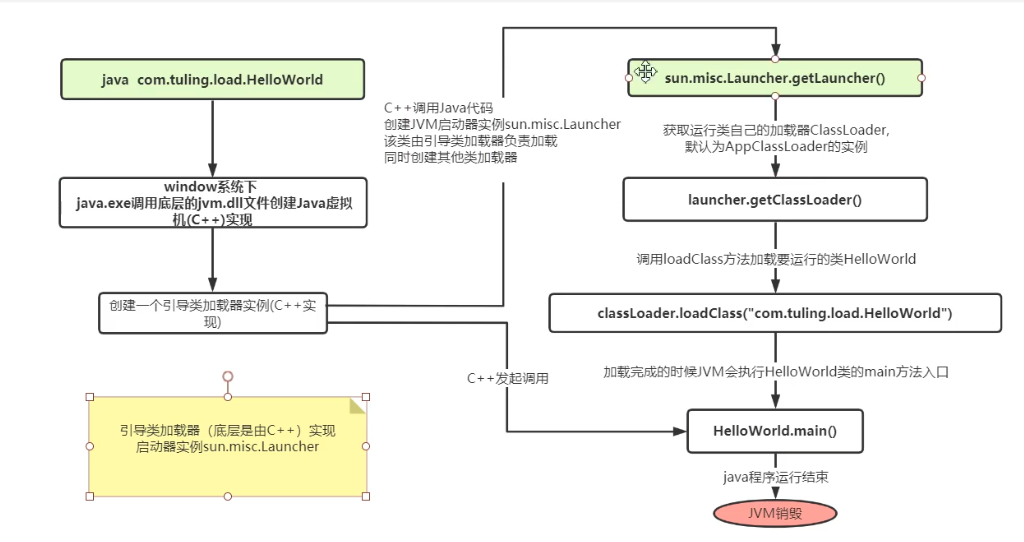 java  com.tuling.load.HelloWorld
window系统下
java.exe调用底层的jvm.dll文件创建Java虚拟
机(C++)实现
创建一个引导类加载器实例(C++实
现)
引导类加载器（底层是由C++）实现
启动器实例sun.misc.Launcher
C++调用Java代码
创建JVM启动器实例sun.misc.Launcher
该类由引导类加载器负责加载
同时创建其他类加载器
C++发起调用
sun.misc.Launcher.getLauncher()
获取运行类自己的加载器ClassLoader,
默认为AppClassLoader的实例
launcher.getClassLoader()
调用loadClass方法加载要运行的类HelloWorld
classLoader.loadClass("com.tuling.load.HelloWorld")
加载完成的时候JVM会执行HelloWorld类的main方法入口
HelloWorld.main()
java程序运行结束
JVM销毁